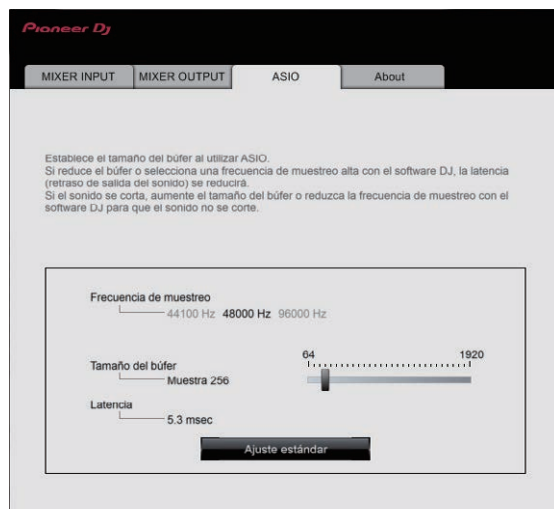 Pioneer Dj
MIXER INPUT MIXER OUTPUT ASIO About
Establece el tamaño del búfer al utilizar ASIO.
Si reduce el búfer o selecciona una frecuencia de muestreo alta con el software DJ, la latencia
(retraso de salida del sonido) se reducirá.
Si el sonido se corta, aumente el tamaño del búfer o reduzca la frecuencia de muestreo con el
software DJ para que el sonido no se corte.
Frecuencia de muestreo
44100 Hz 48000 Hz 96000 Hz
64 1920
Tamaño del búfer
Muestra 256
Latencia
5.3 msec
Ajuste estándar